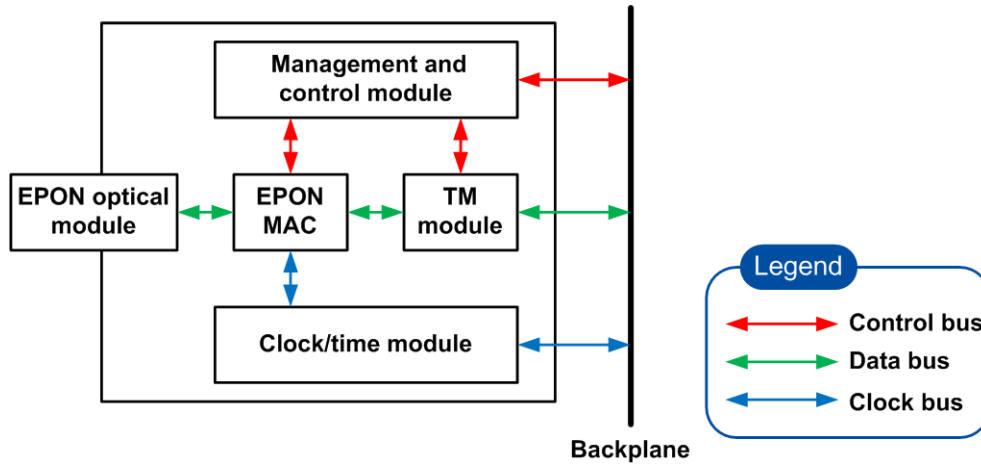 Management and
control module
EPON optical
module
EPON
MAC
TM
module
Clock/time module
Backplane
Legend
Control bus
Data bus
Clock bus